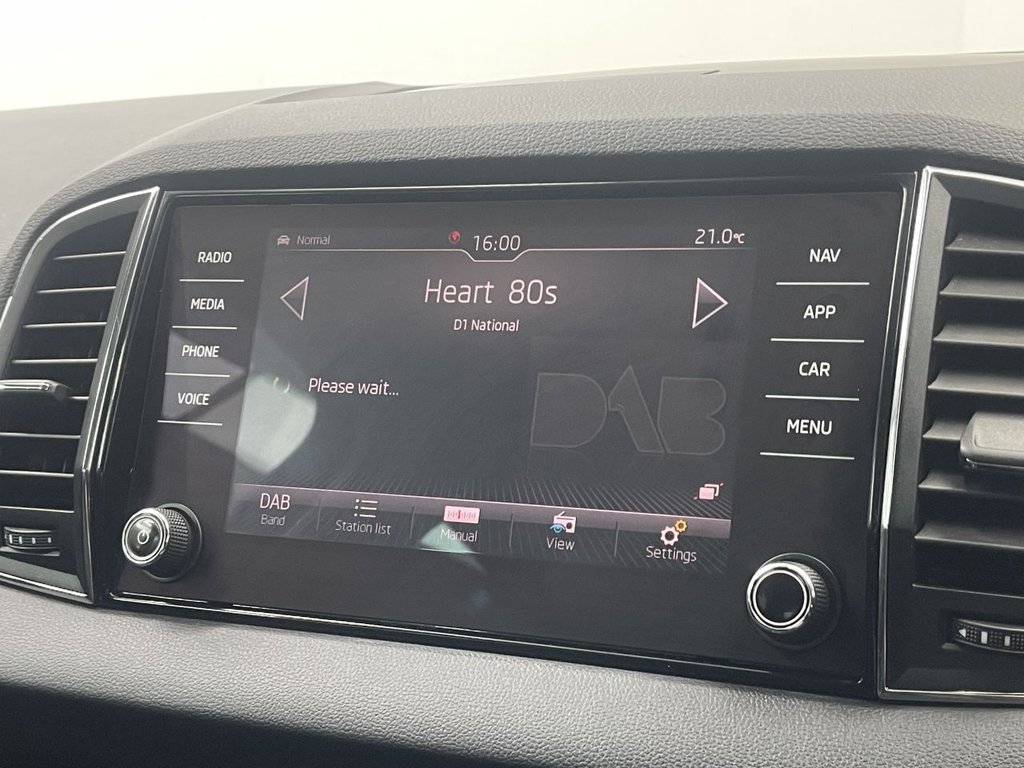 Normal 16:00 21.0°C
RADIO
MEDIA
PHONE
VOICE
Heart 80s
D1 National
Please wait...
DAB
NAV
APP
CAR
MENU
DAB
Band
Station list
Manual
View
Settings